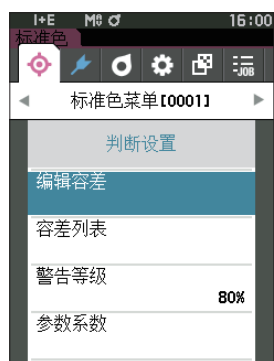 I+E M 16:00
标准色
JOB
标准色菜单[0001]
判断设置
编辑容差
容差列表
警告等级
80%
参数系数